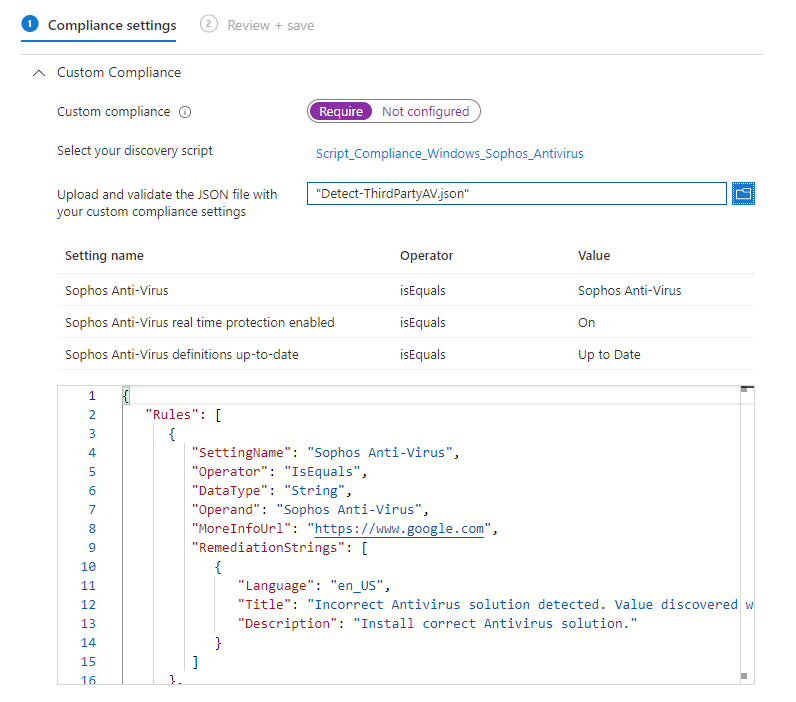 1 Compliance settings 2 Review + save
Custom Compliance
Custom compliance Require Not configured
Select your discovery script Script_Compliance_Windows_Sophos_Antivirus
Upload and validate the JSON file with "Detect-ThirdPartyAV.json"
your custom compliance settings
Setting name Operator Value
Sophos Anti-Virus isEquals Sophos Anti-Virus
Sophos Anti-Virus real time protection enabled isEquals On
Sophos Anti-Virus definitions up-to-date isEquals Up to Date
1 {
2 "Rules": [
3 {
4 "SettingName": "Sophos Anti-Virus",
5 "Operator": "IsEquals",
6 "DataType": "String",
7 "Operand": "Sophos Anti-Virus",
8 "MoreInfoUrl": "https://www.google.com",
9 "RemediationStrings": [
10 {
11 "Language": "en_US",
12 "Title": "Incorrect Antivirus solution detected. Value discovered w
13 "Description": "Install correct Antivirus solution."
14 }
15 ]
16 },